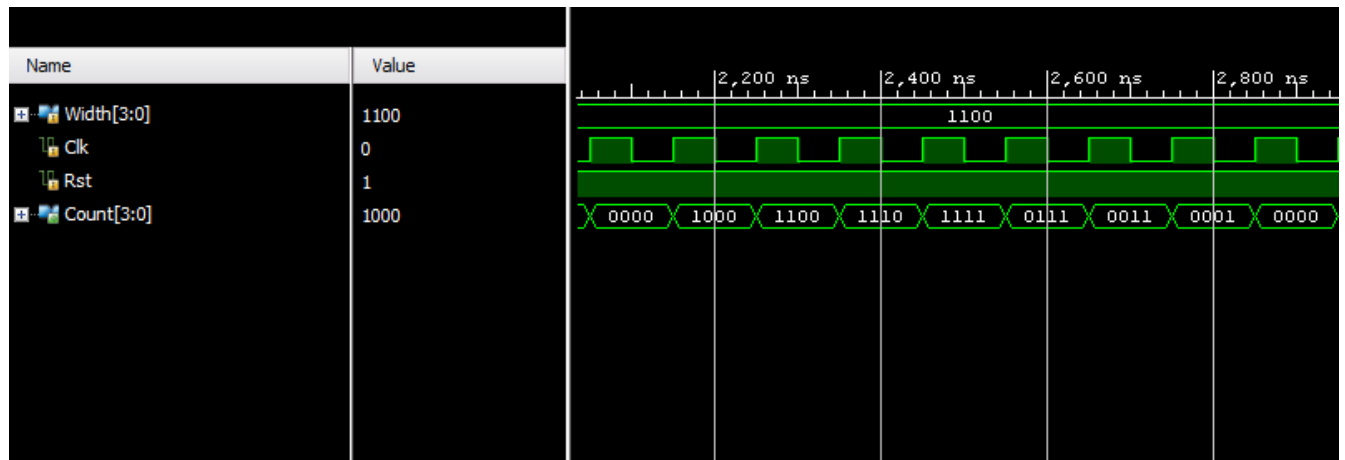 Name Value
2,200 ns 2,400 ns 2,600 ns 2,800 ns
Width[3:0] 1100 1100
Clk 0
Rst 1
Count[3:0] 1000 0000 1000 1100 1110 1111 0111 0011 0001 0000